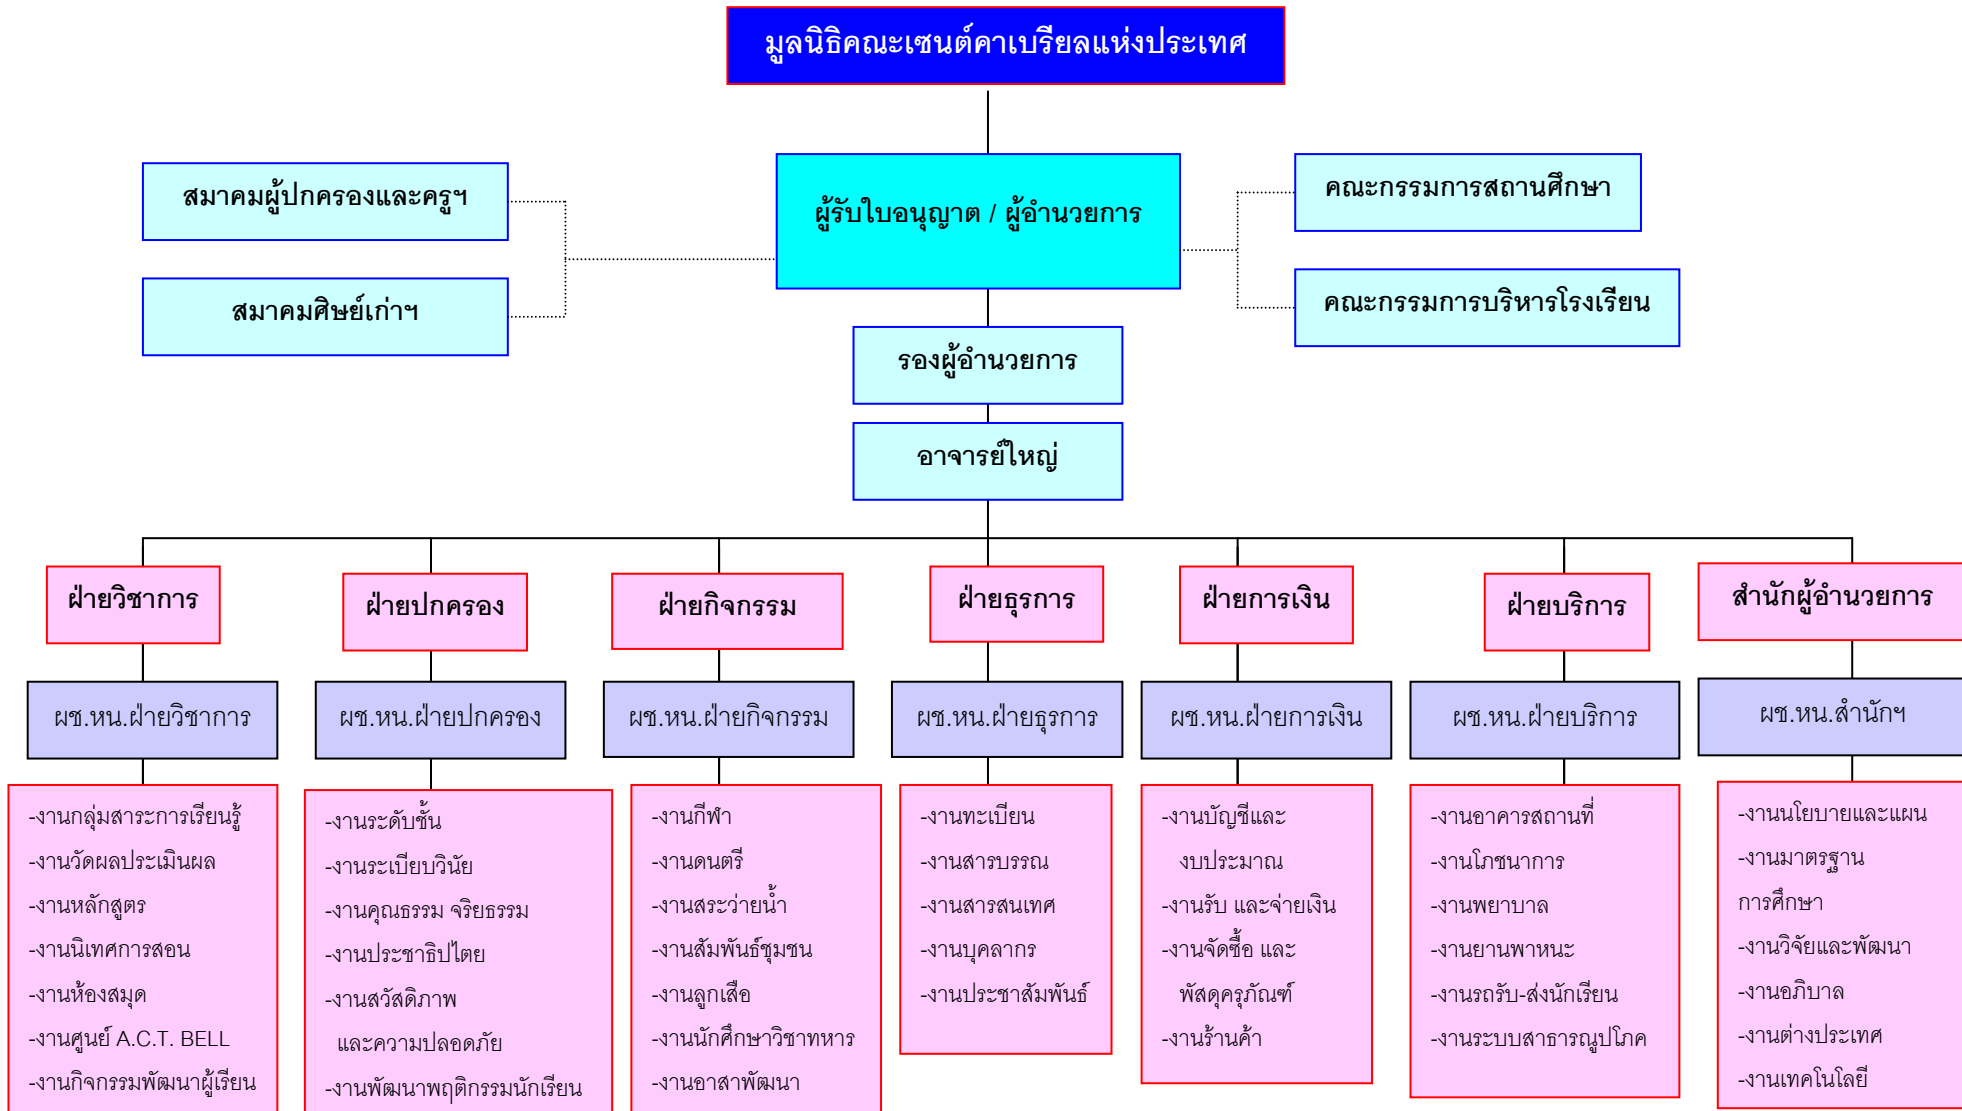 มูลนิธิคณะเซนต์คาเบรียลแห่งประเทศ
สมาคมผู้ปกครองและครูฯ
ผู้รับใบอนุญาต / ผู้อำนวยการ
คณะกรรมการสถานศึกษา
สมาคมศิษย์เก่าฯ
คณะกรรมการบริหารโรงเรียน
รองผู้อำนวยการ
อาจารย์ใหญ่
ฝ่ายวิชาการ
ฝ่ายปกครอง
ฝ่ายกิจกรรม
ฝ่ายธุรการ
ฝ่ายการเงิน
ฝ่ายบริการ
สำนักผู้อำนวยการ
ผช.หน.ฝ่ายวิชาการ
ผช.หน.ฝ่ายปกครอง
ผช.หน.ฝ่ายกิจกรรม
ผช.หน.ฝ่ายธุรการ
ผช.หน.ฝ่ายการเงิน
ผช.หน.ฝ่ายบริการ
ผช.หน.สำนักฯ
-งานกลุ่มสาระการเรียนรู้
-งานวัดผลประเมินผล
-งานหลักสูตร
-งานนิเทศการสอน
-งานห้องสมุด
-งานศูนย์ A.C.T. BELL
-งานกิจกรรมพัฒนาผู้เรียน
-งานระดับชั้น
-งานระเบียบวินัย
-งานคุณธรรม จริยธรรม
-งานประชาธิปไตย
-งานสวัสดิภาพ
และความปลอดภัย
-งานพัฒนาพฤติกรรมนักเรียน
-งานกีฬา
-งานดนตรี
-งานสระว่ายน้ำ
-งานสัมพันธ์ชุมชน
-งานลูกเสือ
-งานนักศึกษาวิชาทหาร
-งานอาสาพัฒนา
-งานทะเบียน
-งานสารบรรณ
-งานสารสนเทศ
-งานบุคลากร
-งานประชาสัมพันธ์
-งานบัญชีและ
งบประมาณ
-งานรับ และจ่ายเงิน
-งานจัดซื้อ และ
พัสดุครุภัณฑ์
-งานร้านค้า
-งานอาคารสถานที่
-งานโภชนาการ
-งานพยาบาล
-งานยานพาหนะ
-งานรถรับ-ส่งนักเรียน
-งานระบบสาธารณูปโภค
-งานนโยบายและแผน
-งานมาตรฐาน
การศึกษา
-งานวิจัยและพัฒนา
-งานอภิบาล
-งานต่างประเทศ
-งานเทคโนโลยี